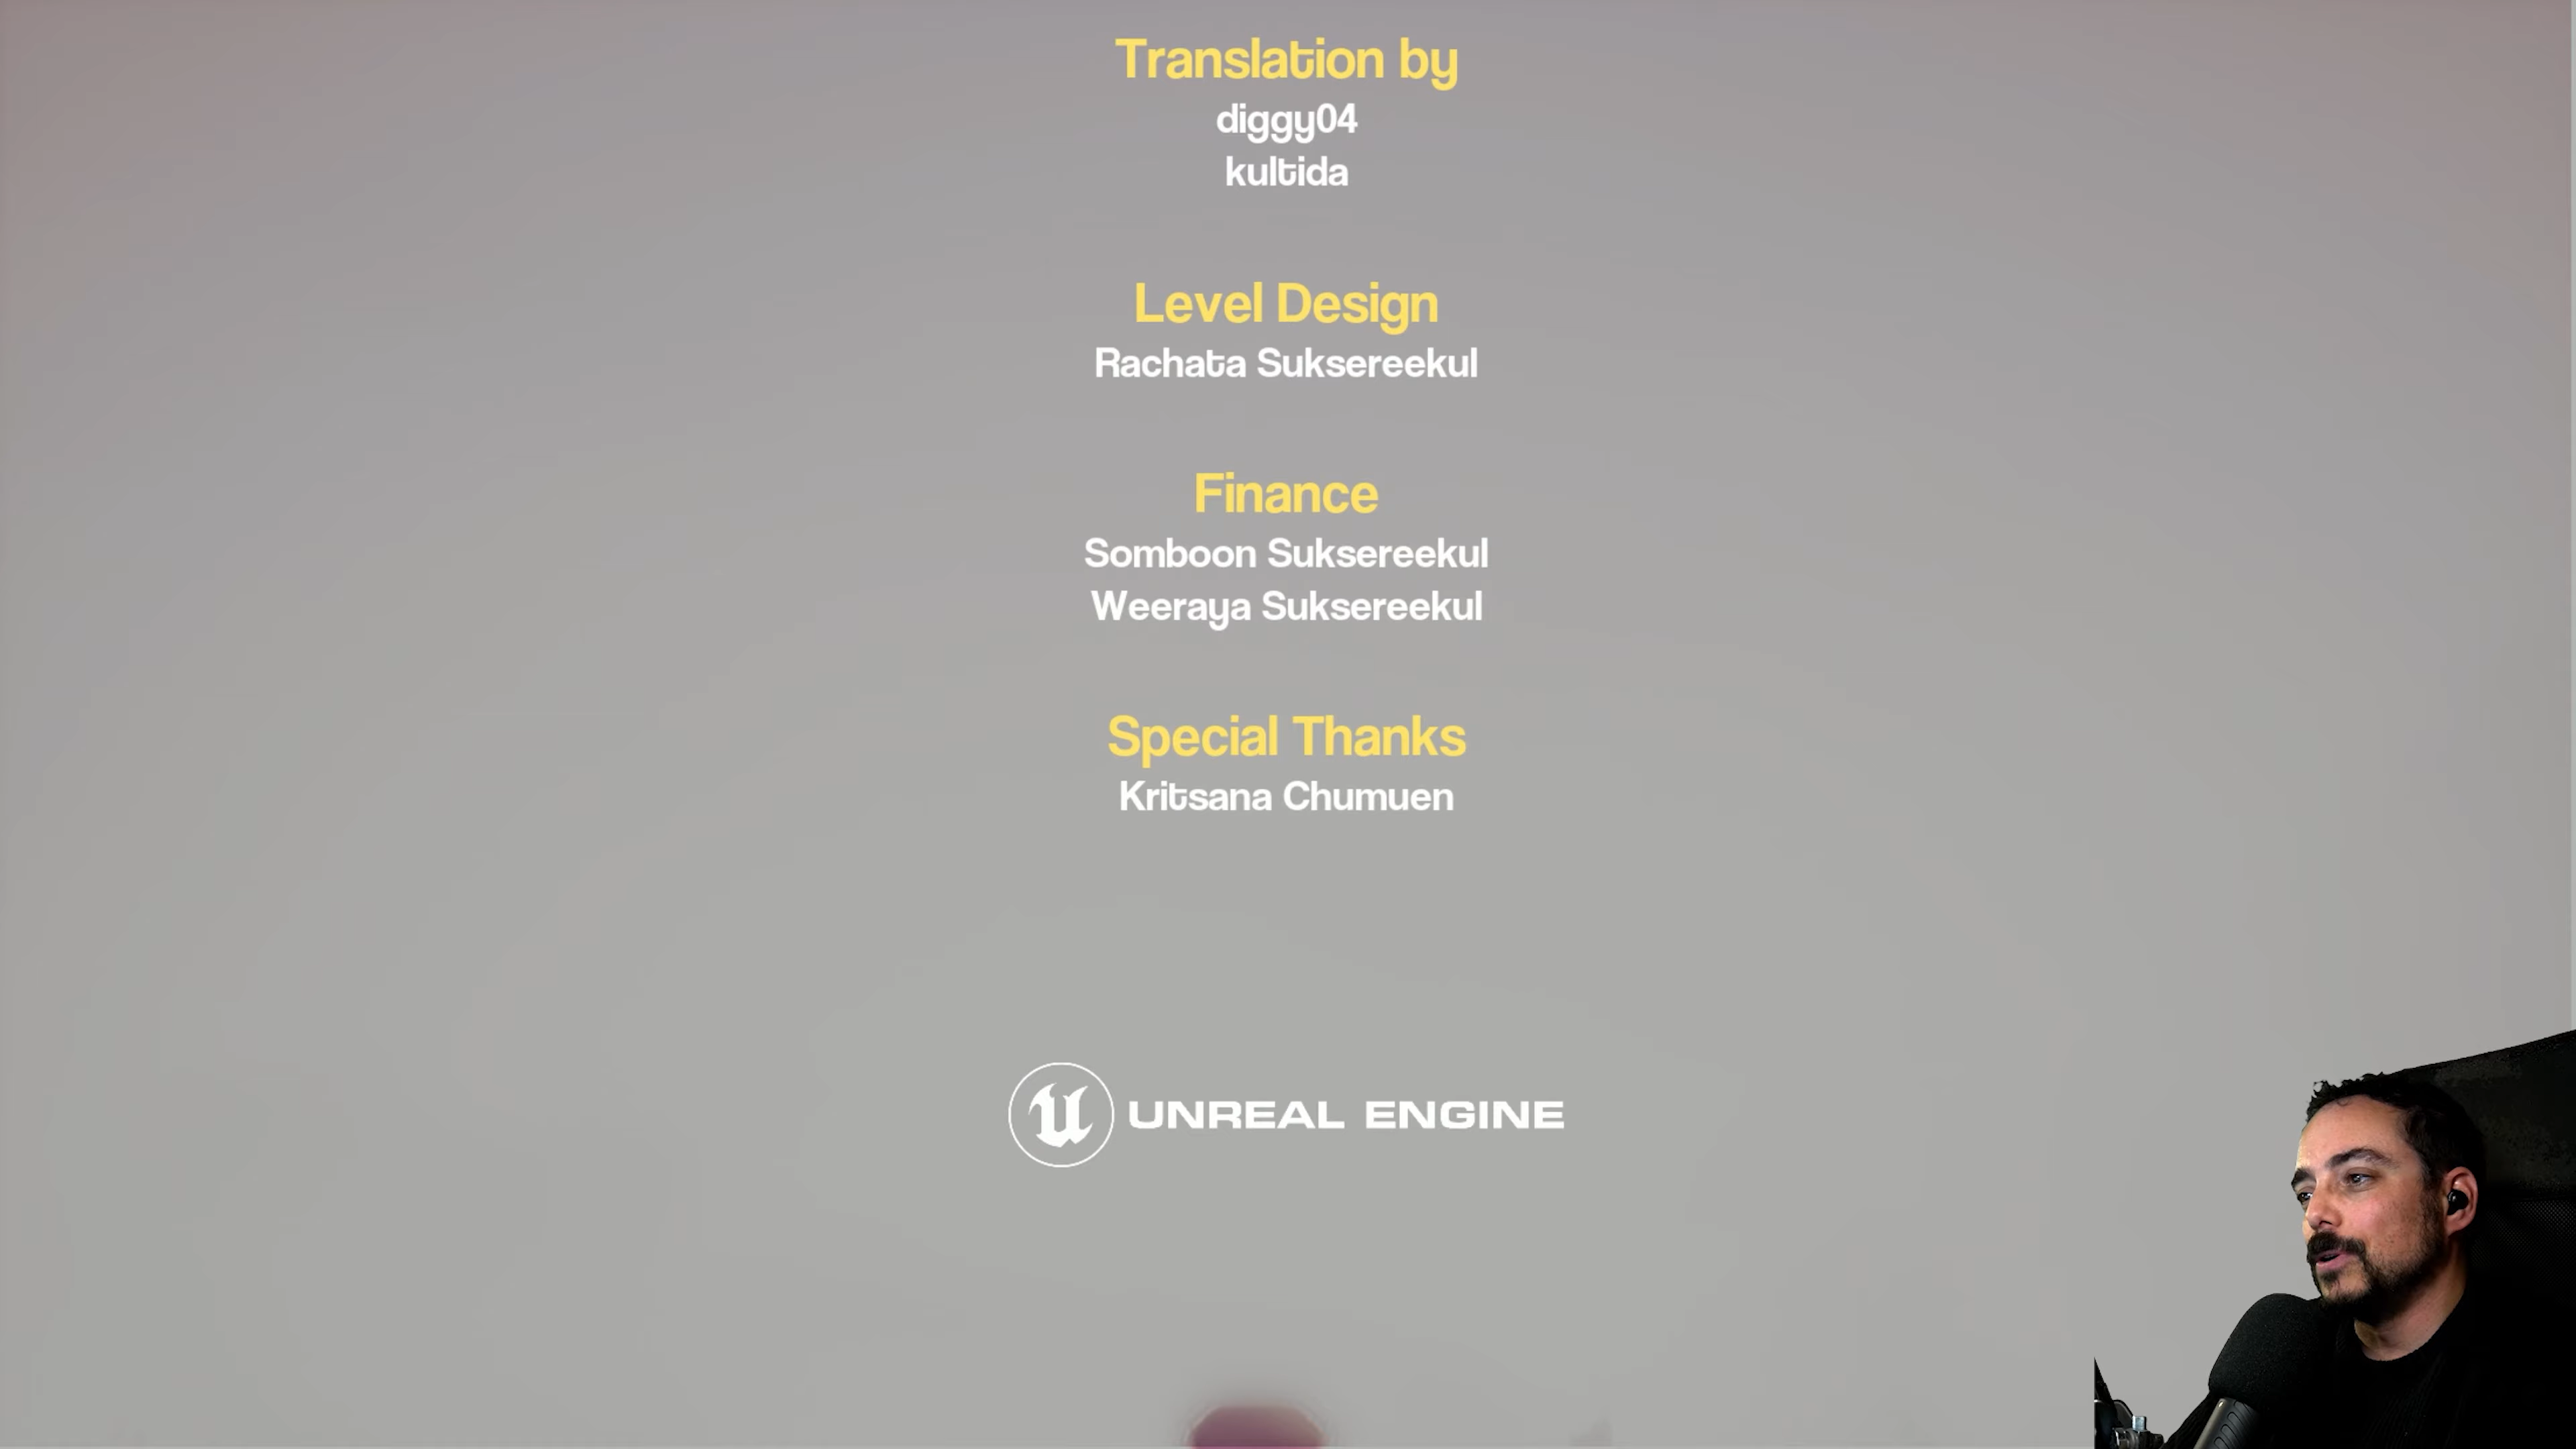 Translation by
diggy04
kultida
Level Design
Rachata Suksereekul
Finance
Somboon Suksereekul
Weeraya Suksereekul
Special Thanks
Kritsana Chumuen
UNREAL ENGINE